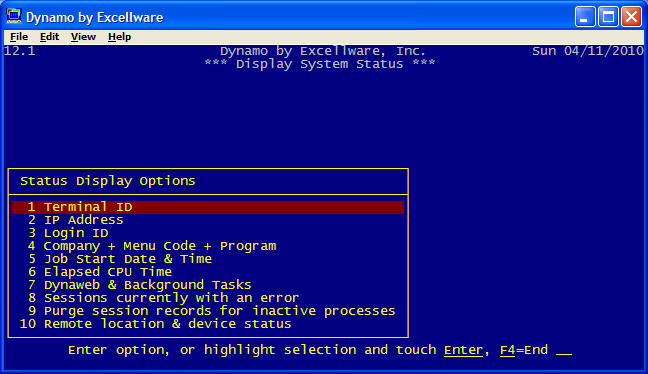 Dynamo by Excellware
File Edit View Help
12.1 Dynamo by Excellware, Inc. Sun 04/11/2010
*** Display System Status ***
Status Display Options
1 Terminal ID
2 IP Address
3 Login ID
4 Company + Menu Code + Program
5 Job Start Date & Time
6 Elapsed CPU Time
7 Dynaweb & Background Tasks
8 Sessions currently with an error
9 Purge session records for inactive processes
10 Remote location & device status
Enter option, or highlight selection and touch Enter, F4=End __